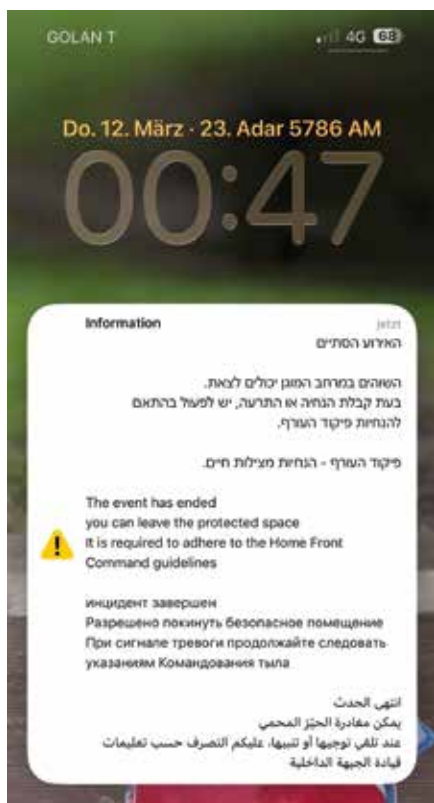 GOLAN T
4G 68
Do. 12. März · 23. Adar 5786 AM
00:47
Information
jetzt
האירוע הסתיים
השוהים במרחב המוגן יכולים לצאת.
בעת קבלת הנחיה או התרעה, יש לפעול בהתאם
להנחיות פיקוד העורף.
פיקוד העורף - הנחיות מצילות חיים.
The event has ended
you can leave the protected space
It is required to adhere to the Home Front
Command guidelines
инцидент завершен
Разрешено покинуть безопасное помещение
При сигнале тревоги продолжайте следовать
указаниям Командования тыла
انتهى الحدث
يمكن مغادرة الحيّز المحمي
عند تلقي توجيها أو تنبيها، عليكم التصرف حسب تعليمات
قيادة الجبهة الداخلية